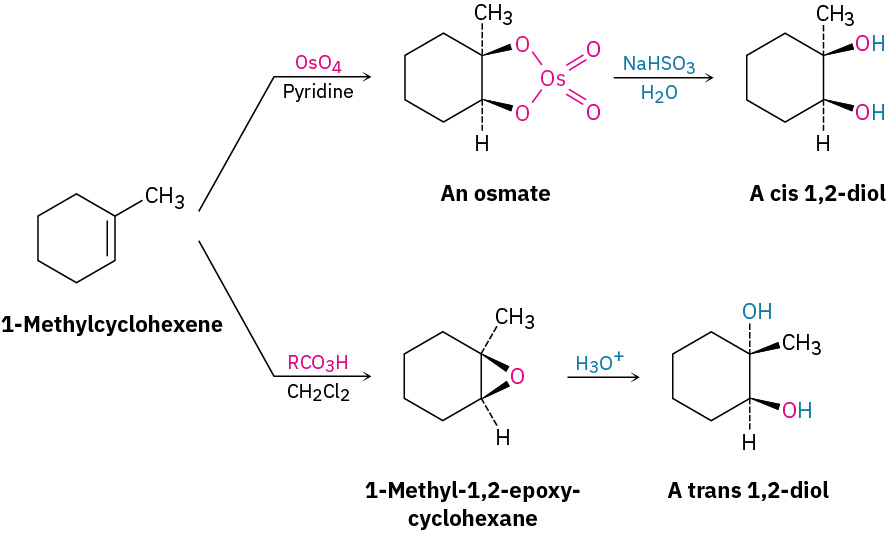 CH3
OsO4
Pyridine
O
O
Os
O
O
H
An osmate
NaHSO3
H2O
CH3
OH
OH
H
A cis 1,2-diol
CH3
1-Methylcyclohexene
RCO3H
CH2Cl2
CH3
O
H
1-Methyl-1,2-epoxy-
cyclohexane
H3O+
OH
CH3
OH
H
A trans 1,2-diol